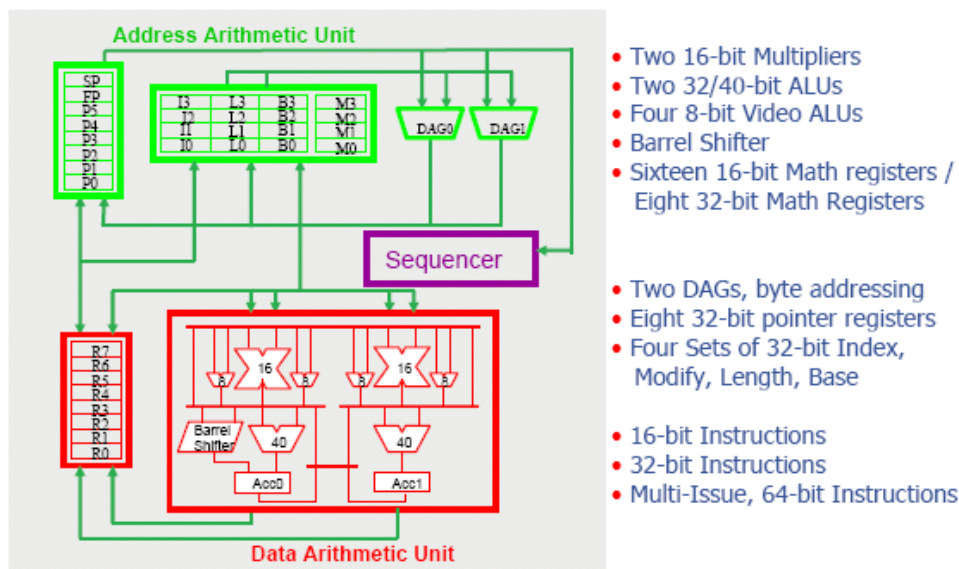 Address Arithmetic Unit
SP
FP
P5
P4
P3
P2
P1
P0
I3 L3 B3 M3
I2 L2 B2 M2
I1 L1 B1 M1
I0 L0 B0 M0
DAG0 DAG1
Sequencer
R7
R6
R5
R4
R3
R2
R1
R0
16 16
8 8 8 8
Barrel
Shifter
40 40
Acc0 Acc1
Data Arithmetic Unit
• Two 16-bit Multipliers
• Two 32/40-bit ALUs
• Four 8-bit Video ALUs
• Barrel Shifter
• Sixteen 16-bit Math registers /
Eight 32-bit Math Registers
• Two DAGs, byte addressing
• Eight 32-bit pointer registers
• Four Sets of 32-bit Index,
Modify, Length, Base
• 16-bit Instructions
• 32-bit Instructions
• Multi-Issue, 64-bit Instructions